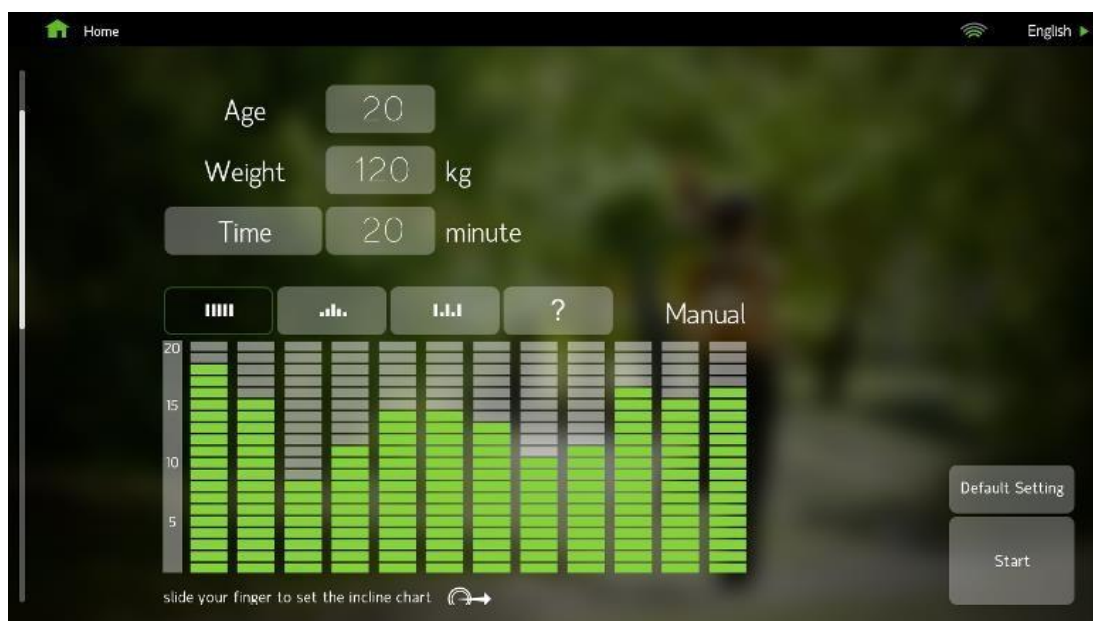 Home English
Age 20
Weight 120 kg
Time 20 minute
? Manual
20
15
10
5
Default Setting
Start
slide your finger to set the incline chart